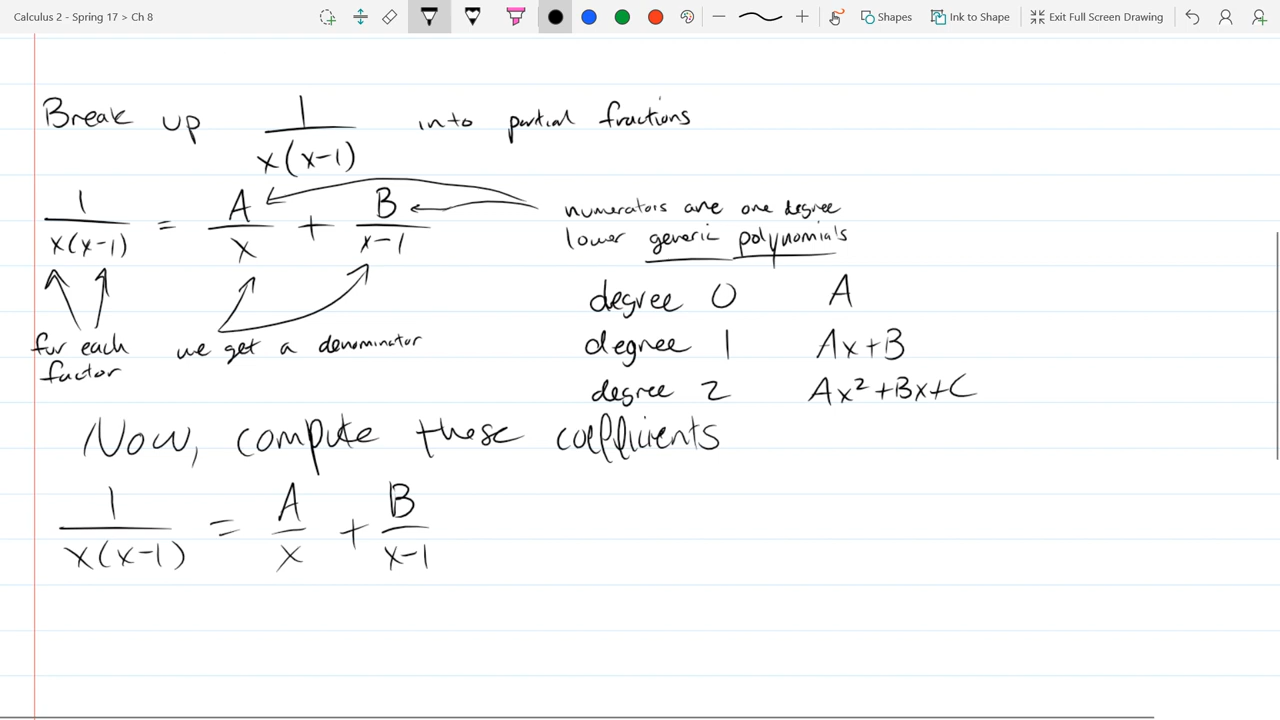 Calculus 2 - Spring 17 > Ch 8
Shapes
Ink to Shape
Exit Full Screen Drawing
Break up 1/(x(x-1)) into partial fractions
1/(x(x-1)) = A/x + B/(x-1)
numerators are one degree
lower generic polynomials
degree 0 A
degree 1 Ax+B
degree 2 Ax²+Bx+C
for each
factor
we get a denominator
Now, compute these coefficients
1/(x(x-1)) = A/x + B/(x-1)